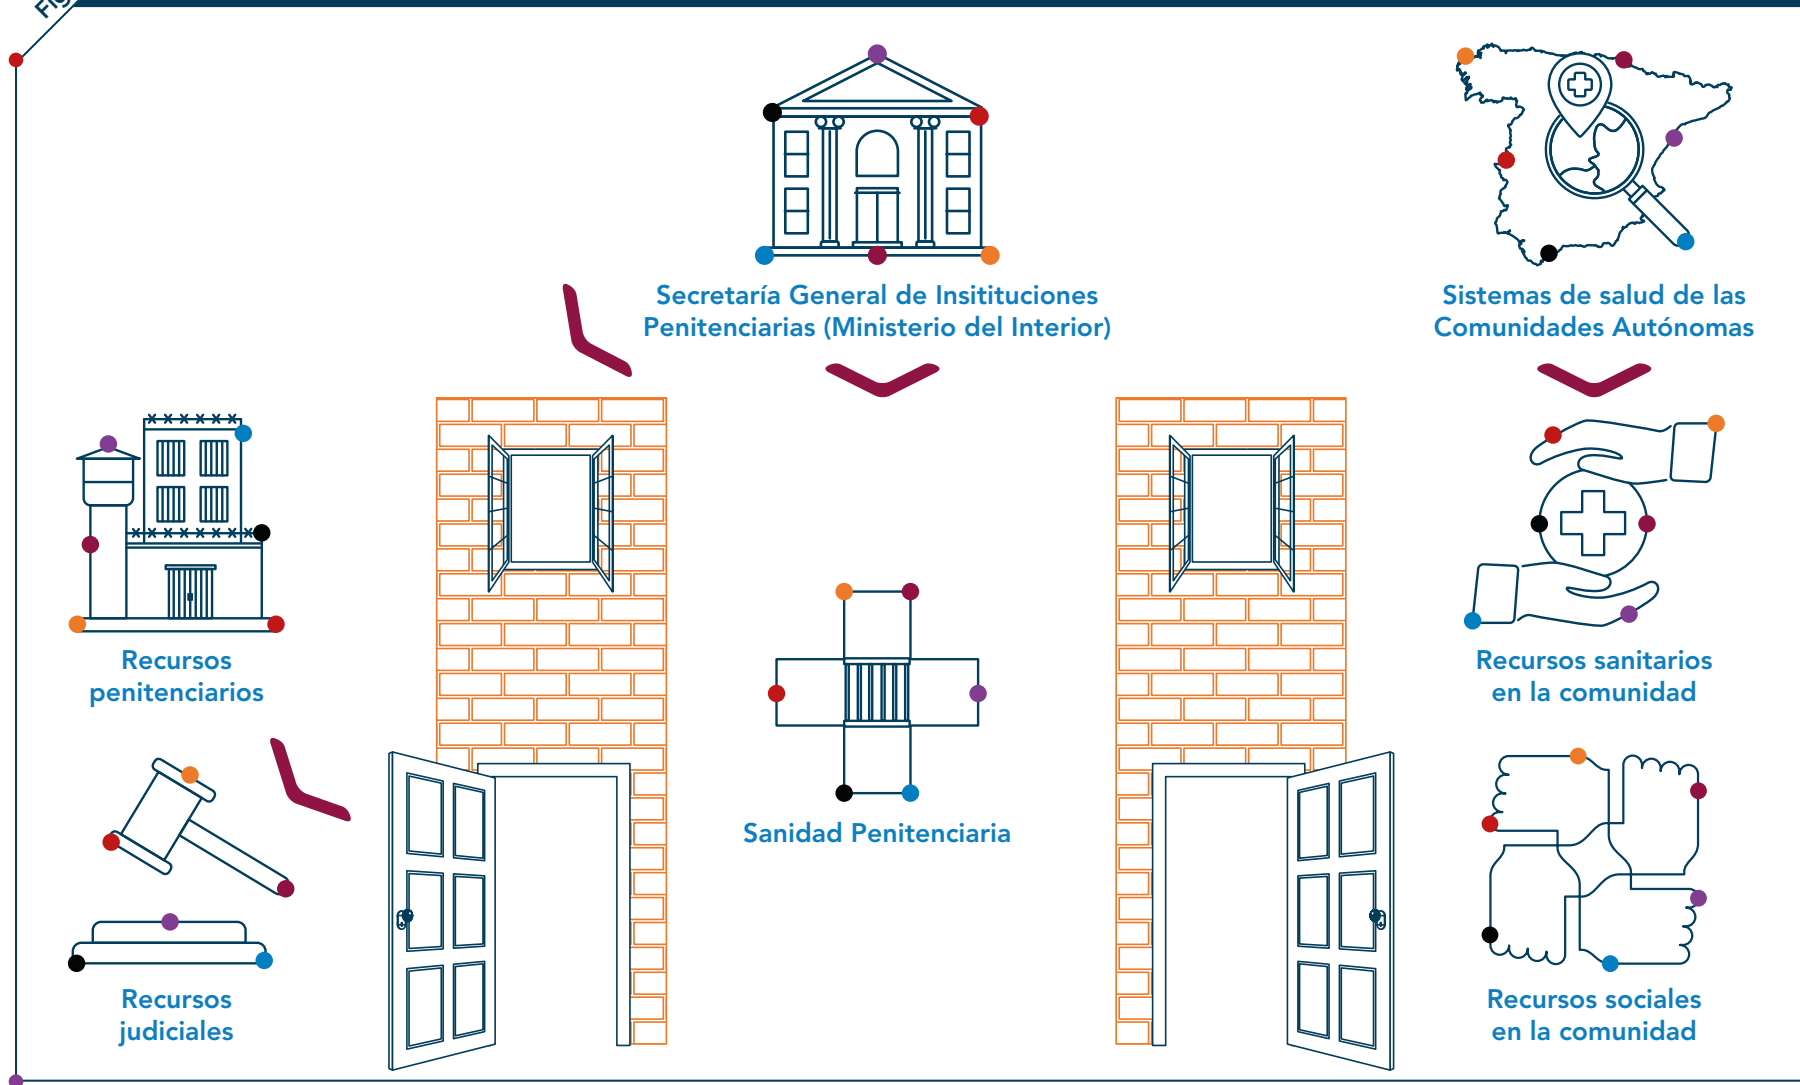 Secretaría General de Insitituciones
Penitenciarias (Ministerio del Interior)
Sistemas de salud de las
Comunidades Autónomas
Recursos
penitenciarios
Recursos sanitarios
en la comunidad
Sanidad Penitenciaria
Recursos
judiciales
Recursos sociales
en la comunidad